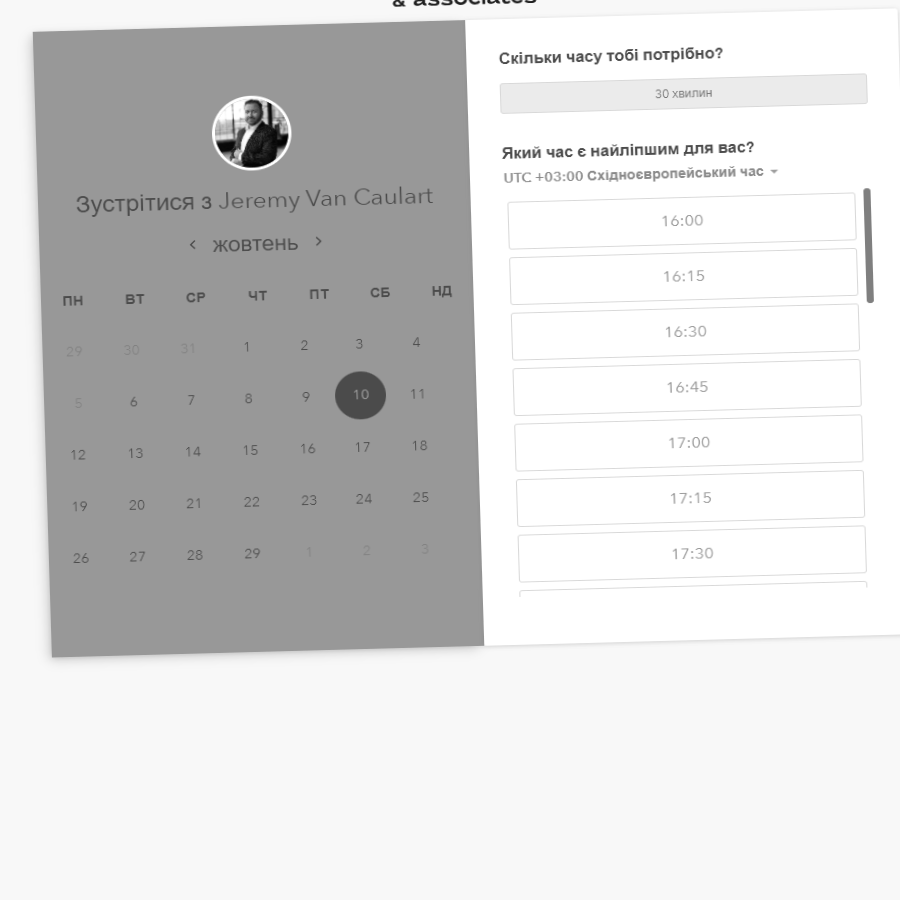 & associates
Зустрітися з Jeremy Van Caulart
жовтень
ПН ВТ СР ЧТ ПТ СБ НД
29 30 31 1 2 3 4
5 6 7 8 9 10 11
12 13 14 15 16 17 18
19 20 21 22 23 24 25
26 27 28 29 1 2 3
Скільки часу тобі потрібно?
30 хвилин
Який час є найліпшим для вас?
UTC +03:00 Східноєвропейський час
16:00
16:15
16:30
16:45
17:00
17:15
17:30